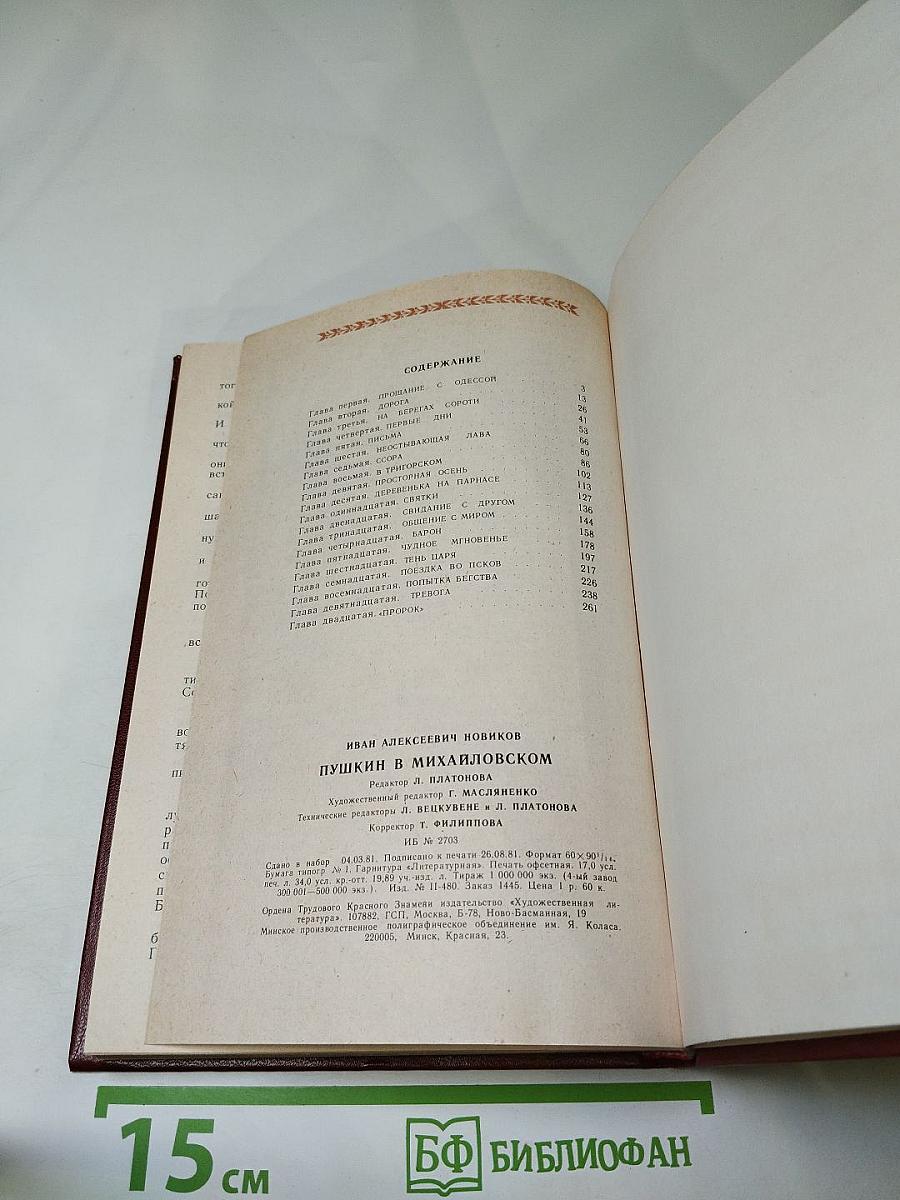 СОДЕРЖАНИЕ
Глава первая. ПРОЩАНИЕ С ОДЕССОЙ 3
Глава вторая. ДОРОГА 13
Глава третья. НА БЕРЕГАХ СОРОТИ 26
Глава четвертая. ПЕРВЫЕ ДНИ 41
Глава пятая. ПИСЬМА 53
Глава шестая. НЕОСТЫВАЮЩАЯ ЛАВА 66
Глава седьмая. ССОРА 80
Глава восьмая. В ТРИГОРСКОМ 86
Глава девятая. ПРОСТОРНАЯ ОСЕНЬ 102
Глава десятая. ДЕРЕВЕНЬКА НА ПАРНАСЕ 113
Глава одиннадцатая. СВЯТКИ 127
Глава двенадцатая. СВИДАНИЕ С ДРУГОМ 136
Глава тринадцатая. ОБЩЕНИЕ С МИРОМ 144
Глава четырнадцатая. БАРОН 158
Глава пятнадцатая. ЧУДНОЕ МГНОВЕНЬЕ 178
Глава шестнадцатая. ТЕНЬ ЦАРЯ 197
Глава семнадцатая. ПОЕЗДКА ВО ПСКОВ 217
Глава восемнадцатая. ПОПЫТКА БЕГСТВА 226
Глава девятнадцатая. ТРЕВОГА 238
Глава двадцатая. «ПРОРОК» 261
ИВАН АЛЕКСЕЕВИЧ НОВИКОВ
ПУШКИН В МИХАЙЛОВСКОМ
Редактор Л. ПЛАТОНОВА
Художественный редактор Г. МАСЛЯНЕНКО
Технические редакторы Л. ВЕЦКУВЕНЕ и Л. ПЛАТОНОВА
Корректор Т. ФИЛИППОВА
ИБ № 2703
Сдано в набор 04.03.81. Подписано к печати 26.08.81. Формат 60×90¹/₁₆.
Бумага типогр № 1. Гарнитура «Литературная». Печать офсетная. 17,0 усл.
печ. л. 34,0 усл. кр.-отт. 19,89 уч.-изд. л. Тираж 1 000 000 экз. (4-ый завод
300 001—500 000 экз.). Изд. № II-480. Заказ 1445. Цена 1 р. 60 к.
Ордена Трудового Красного Знамени издательство «Художественная ли-
тература». 107882, ГСП, Москва, Б-78, Ново-Басманная, 19
Минское производственное полиграфическое объединение им. Я. Коласа.
220005, Минск, Красная, 23.
15 см
БФ БИБЛИОФАН